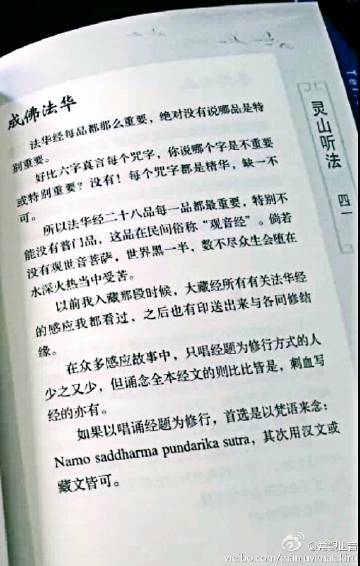 成佛法华
法华经每品都那么重要，绝对没有说哪品是特
别重要。
好比六字真言每个咒字，你说哪个字是不重要
或特别重要？没有！每个咒字都是精华，缺一不
可。
所以法华经二十八品每一品都最重要，特别不
能没有普门品，这品在民间俗称“观音经”。倘若
没有观世音菩萨，世界黑一半，数不尽众生会堕在
水深火热当中受苦。
以前我入藏那段时候，大藏经所有有关法华经
的感应我都看过，之后也有印送出来与各同修结
缘。
在众多感应故事中，只唱经题为修行方式的人
少之又少，但诵念全本经文的则比比皆是，刺血写
经的亦有。
如果以唱诵经题为修行，首选是以梵语来念：
Namo saddharma pundarika sutra，其次用汉文或
藏文皆可。
灵山听法
四一